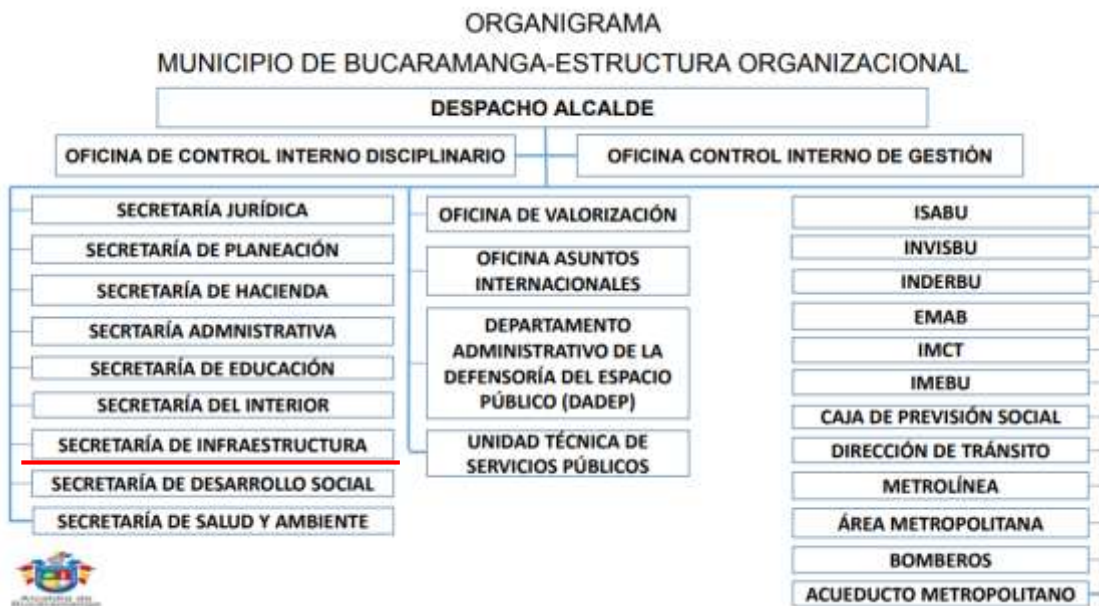 ORGANIGRAMA
MUNICIPIO DE BUCARAMANGA-ESTRUCTURA ORGANIZACIONAL
DESPACHO ALCALDE
OFICINA DE CONTROL INTERNO DISCIPLINARIO
OFICINA CONTROL INTERNO DE GESTIÓN
SECRETARÍA JURÍDICA
SECRETARÍA DE PLANEACIÓN
SECRETARÍA DE HACIENDA
SECRTARÍA ADMNISTRATIVA
SECRETARÍA DE EDUCACIÓN
SECRETARÍA DEL INTERIOR
SECRETARÍA DE INFRAESTRUCTURA
SECRETARÍA DE DESARROLLO SOCIAL
SECRETARÍA DE SALUD Y AMBIENTE
OFICINA DE VALORIZACIÓN
OFICINA ASUNTOS
INTERNACIONALES
DEPARTAMENTO
ADMINISTRATIVO DE LA
DEFENSORÍA DEL ESPACIO
PÚBLICO (DADEP)
UNIDAD TÉCNICA DE
SERVICIOS PÚBLICOS
ISABU
INVISBU
INDERBU
EMAB
IMCT
IMEBU
CAJA DE PREVISIÓN SOCIAL
DIRECCIÓN DE TRÁNSITO
METROLÍNEA
ÁREA METROPOLITANA
BOMBEROS
ACUEDUCTO METROPOLITANO